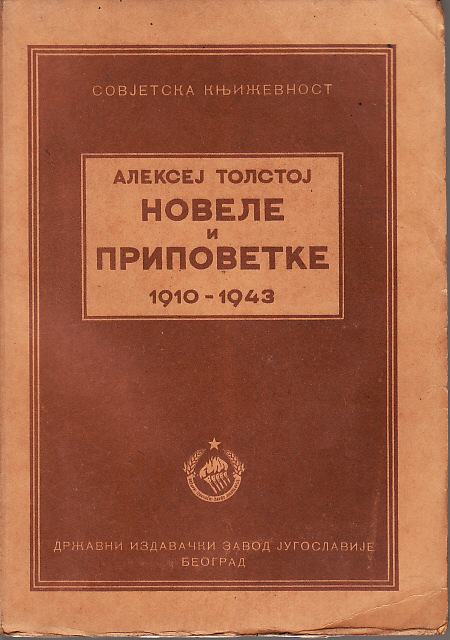 СОВЈЕТСКА КЊИЖЕВНОСТ
АЛЕКСЕЈ ТОЛСТОЈ
НОВЕЛЕ
и
ПРИПОВЕТКЕ
1910 - 1943
ДРЖАВНИ ИЗДАВАЧКИ ЗАВОД ЈУГОСЛАВИЈЕ
БЕОГРАД